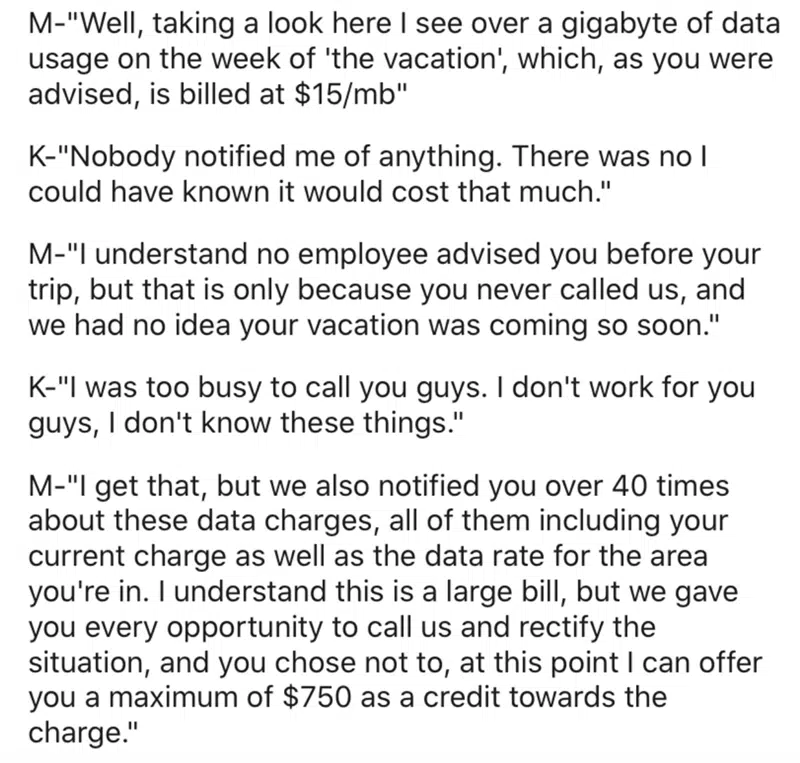 M-"Well, taking a look here I see over a gigabyte of data
usage on the week of 'the vacation', which, as you were
advised, is billed at $15/mb"
K-"Nobody notified me of anything. There was no I
could have known it would cost that much."
M-"I understand no employee advised you before your
trip, but that is only because you never called us, and
we had no idea your vacation was coming so soon."
K-"I was too busy to call you guys. I don't work for you
guys, I don't know these things."
M-"I get that, but we also notified you over 40 times
about these data charges, all of them including your
current charge as well as the data rate for the area
you're in. I understand this is a large bill, but we gave
you every opportunity to call us and rectify the
situation, and you chose not to, at this point I can offer
you a maximum of $750 as a credit towards the
charge."